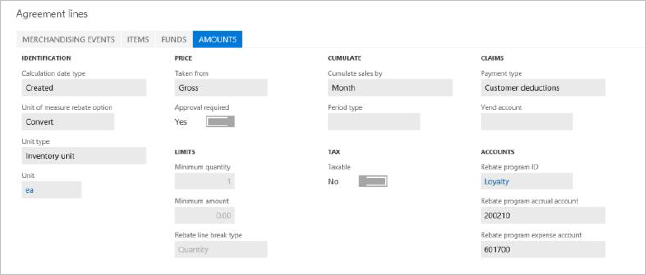 Agreement lines
MERCHANDISING EVENTS ITEMS FUNDS AMOUNTS
IDENTIFICATION
Calculation date type
Created
Unit of measure rebate option
Convert
Unit type
Inventory unit
Unit
ea
PRICE
Taken from
Gross
Approval required
Yes
LIMITS
Minimum quantity
1
Minimum amount
0.00
Rebate line break type
Quantity
CUMULATE
Cumulate sales by
Month
Period type
TAX
Taxable
No
CLAIMS
Payment type
Customer deductions
Vend account
ACCOUNTS
Rebate program ID
Loyalty
Rebate program accrual account
200210
Rebate program expense account
601700